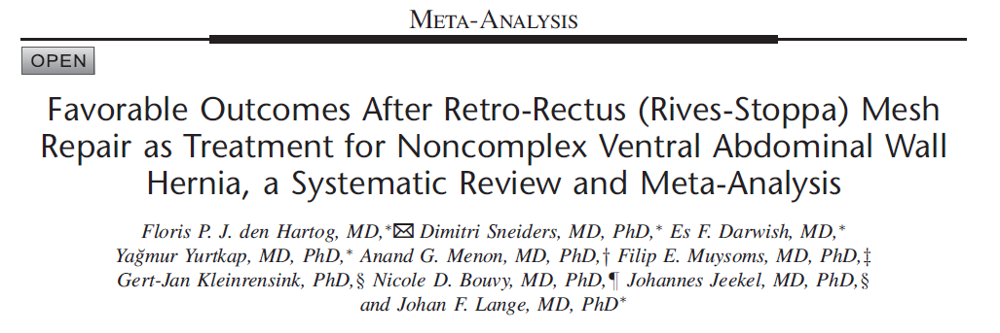 META-ANALYSIS
OPEN
Favorable Outcomes After Retro-Rectus (Rives-Stoppa) Mesh
Repair as Treatment for Noncomplex Ventral Abdominal Wall
Hernia, a Systematic Review and Meta-Analysis
Floris P. J. den Hartog, MD,*✉ Dimitri Sneiders, MD, PhD,* Es F. Darwish, MD,*
Yağmur Yurtkap, MD, PhD,* Anand G. Menon, MD, PhD,† Filip E. Muysoms, MD, PhD,‡
Gert-Jan Kleinrensink, PhD,§ Nicole D. Bouvy, MD, PhD,¶ Johannes Jeekel, MD, PhD,§
and Johan F. Lange, MD, PhD*